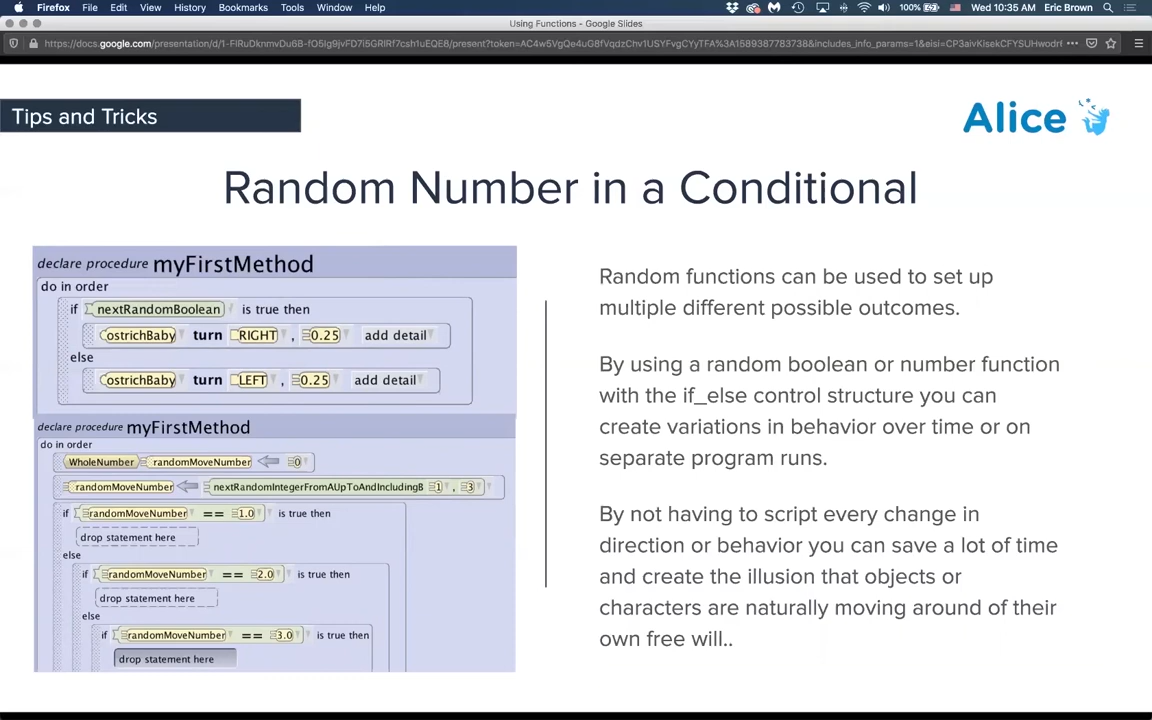 Firefox File Edit View History Bookmarks Tools Window Help 100% Wed 10:35 AM Eric Brown
Using Functions - Google Slides
Tips and Tricks
Alice
Random Number in a Conditional
declare procedure myFirstMethod
do in order
if nextRandomBoolean is true then
ostrichBaby turn RIGHT , 0.25 add detail
else
ostrichBaby turn LEFT , 0.25 add detail
declare procedure myFirstMethod
do in order
WholeNumber randomMoveNumber 0
randomMoveNumber nextRandomIntegerFromAUpToAndIncludingB 1 , 3
if randomMoveNumber == 1.0 is true then
drop statement here
else
if randomMoveNumber == 2.0 is true then
drop statement here
else
if randomMoveNumber == 3.0 is true then
drop statement here
Random functions can be used to set up
multiple different possible outcomes.
By using a random boolean or number function
with the if_else control structure you can
create variations in behavior over time or on
separate program runs.
By not having to script every change in
direction or behavior you can save a lot of time
and create the illusion that objects or
characters are naturally moving around of their
own free will..